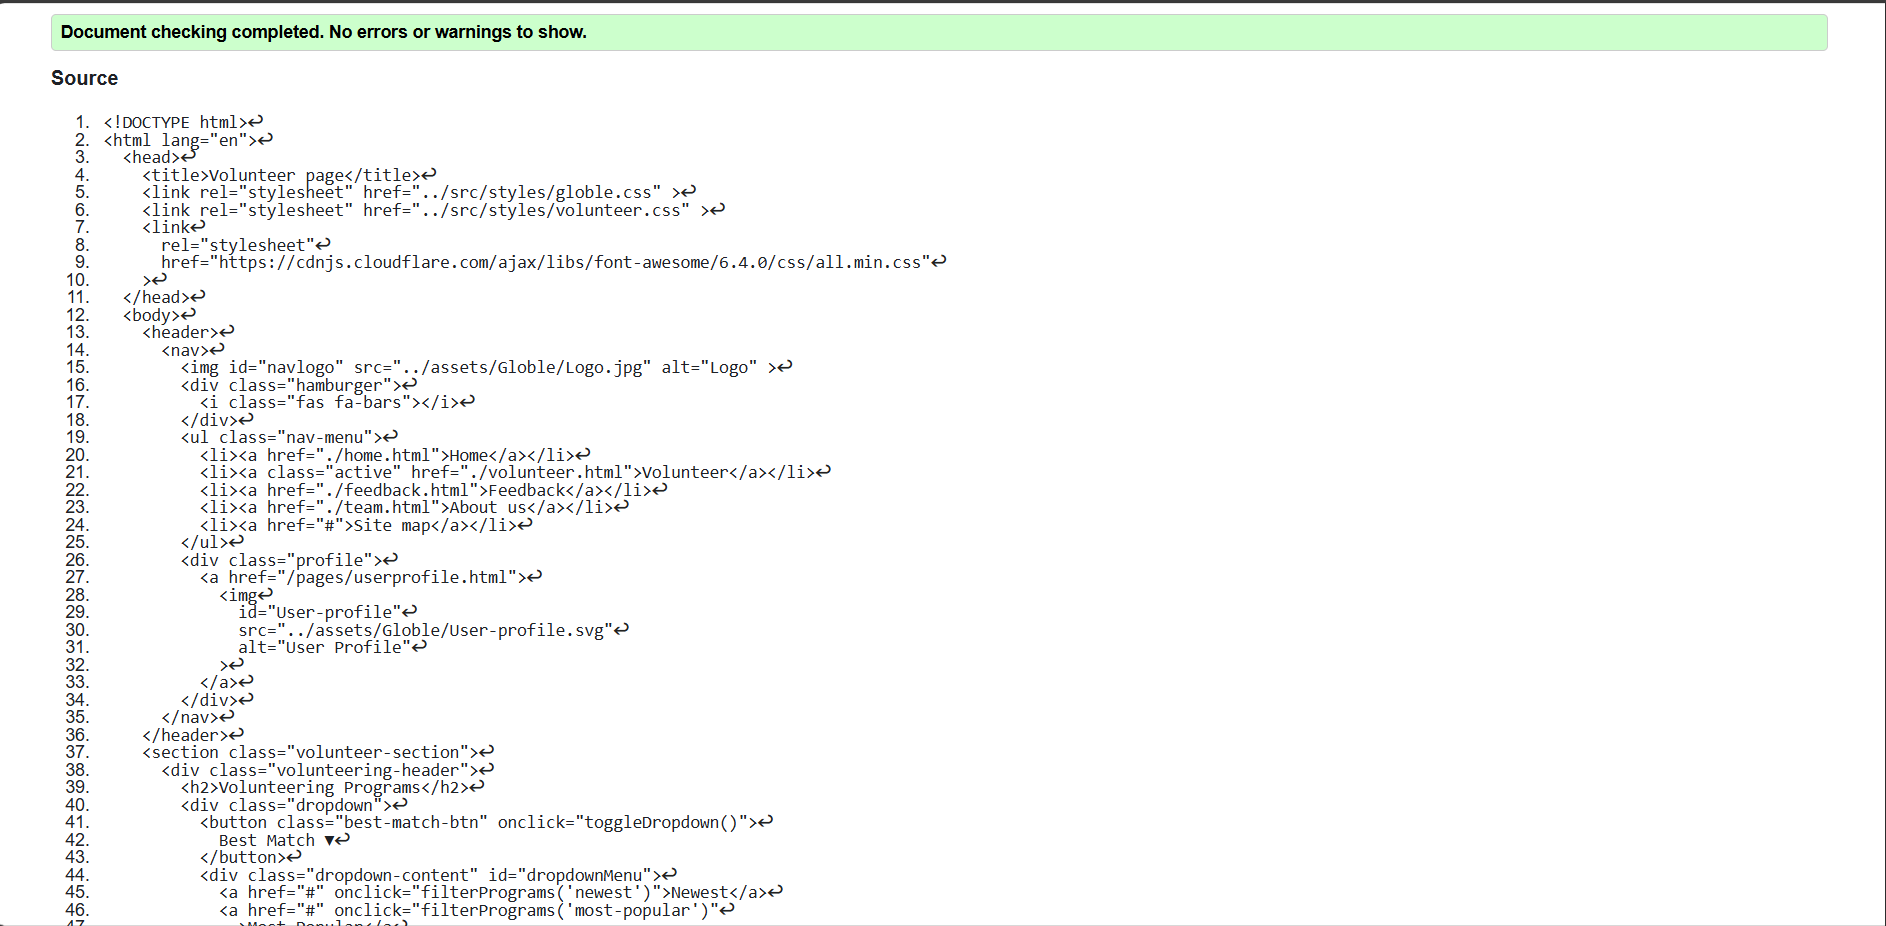 Document checking completed. No errors or warnings to show.
Source
1. <!DOCTYPE html>↩
2. <html lang="en">↩
3.   <head>↩
4.     <title>Volunteer page</title>↩
5.     <link rel="stylesheet" href="../src/styles/globle.css" >↩
6.     <link rel="stylesheet" href="../src/styles/volunteer.css" >↩
7.     <link↩
8.       rel="stylesheet"↩
9.       href="https://cdnjs.cloudflare.com/ajax/libs/font-awesome/6.4.0/css/all.min.css"↩
10.     >↩
11.   </head>↩
12.   <body>↩
13.     <header>↩
14.       <nav>↩
15.         <img id="navlogo" src="../assets/Globle/Logo.jpg" alt="Logo" >↩
16.         <div class="hamburger">↩
17.           <i class="fas fa-bars"></i>↩
18.         </div>↩
19.         <ul class="nav-menu">↩
20.           <li><a href="./home.html">Home</a></li>↩
21.           <li><a class="active" href="./volunteer.html">Volunteer</a></li>↩
22.           <li><a href="./feedback.html">Feedback</a></li>↩
23.           <li><a href="./team.html">About us</a></li>↩
24.           <li><a href="#">Site map</a></li>↩
25.         </ul>↩
26.         <div class="profile">↩
27.           <a href="/pages/userprofile.html">↩
28.             <img↩
29.               id="User-profile"↩
30.               src="../assets/Globle/User-profile.svg"↩
31.               alt="User Profile"↩
32.             >↩
33.           </a>↩
34.         </div>↩
35.       </nav>↩
36.     </header>↩
37.     <section class="volunteer-section">↩
38.       <div class="volunteering-header">↩
39.         <h2>Volunteering Programs</h2>↩
40.         <div class="dropdown">↩
41.           <button class="best-match-btn" onclick="toggleDropdown()">↩
42.             Best Match ▼↩
43.           </button>↩
44.           <div class="dropdown-content" id="dropdownMenu">↩
45.             <a href="#" onclick="filterPrograms('newest')">Newest</a>↩
46.             <a href="#" onclick="filterPrograms('most-popular')"↩
47.               >Most Popular</a>↩